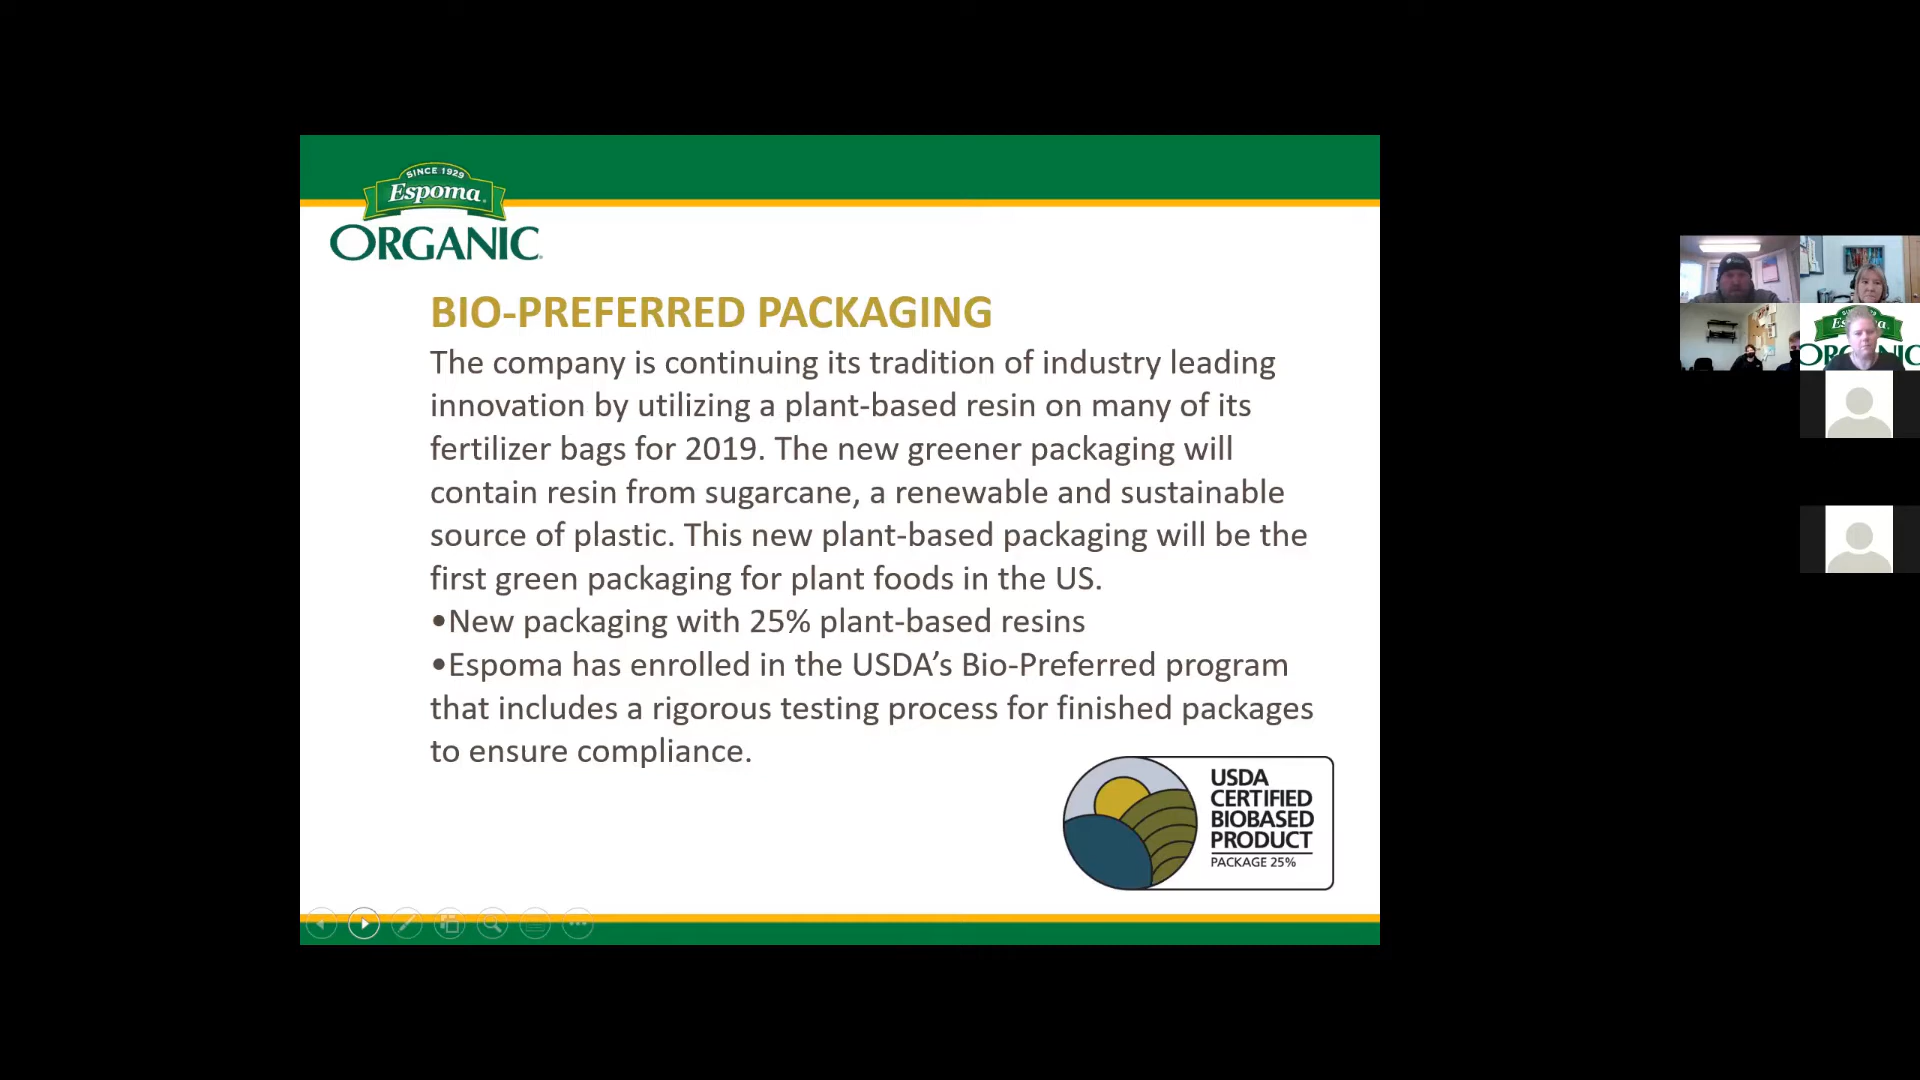 SINCE 1929
Espoma
ORGANIC
BIO-PREFERRED PACKAGING
The company is continuing its tradition of industry leading
innovation by utilizing a plant-based resin on many of its
fertilizer bags for 2019. The new greener packaging will
contain resin from sugarcane, a renewable and sustainable
source of plastic. This new plant-based packaging will be the
first green packaging for plant foods in the US.
•New packaging with 25% plant-based resins
•Espoma has enrolled in the USDA’s Bio-Preferred program
that includes a rigorous testing process for finished packages
to ensure compliance.
USDA
CERTIFIED
BIOBASED
PRODUCT
PACKAGE 25%